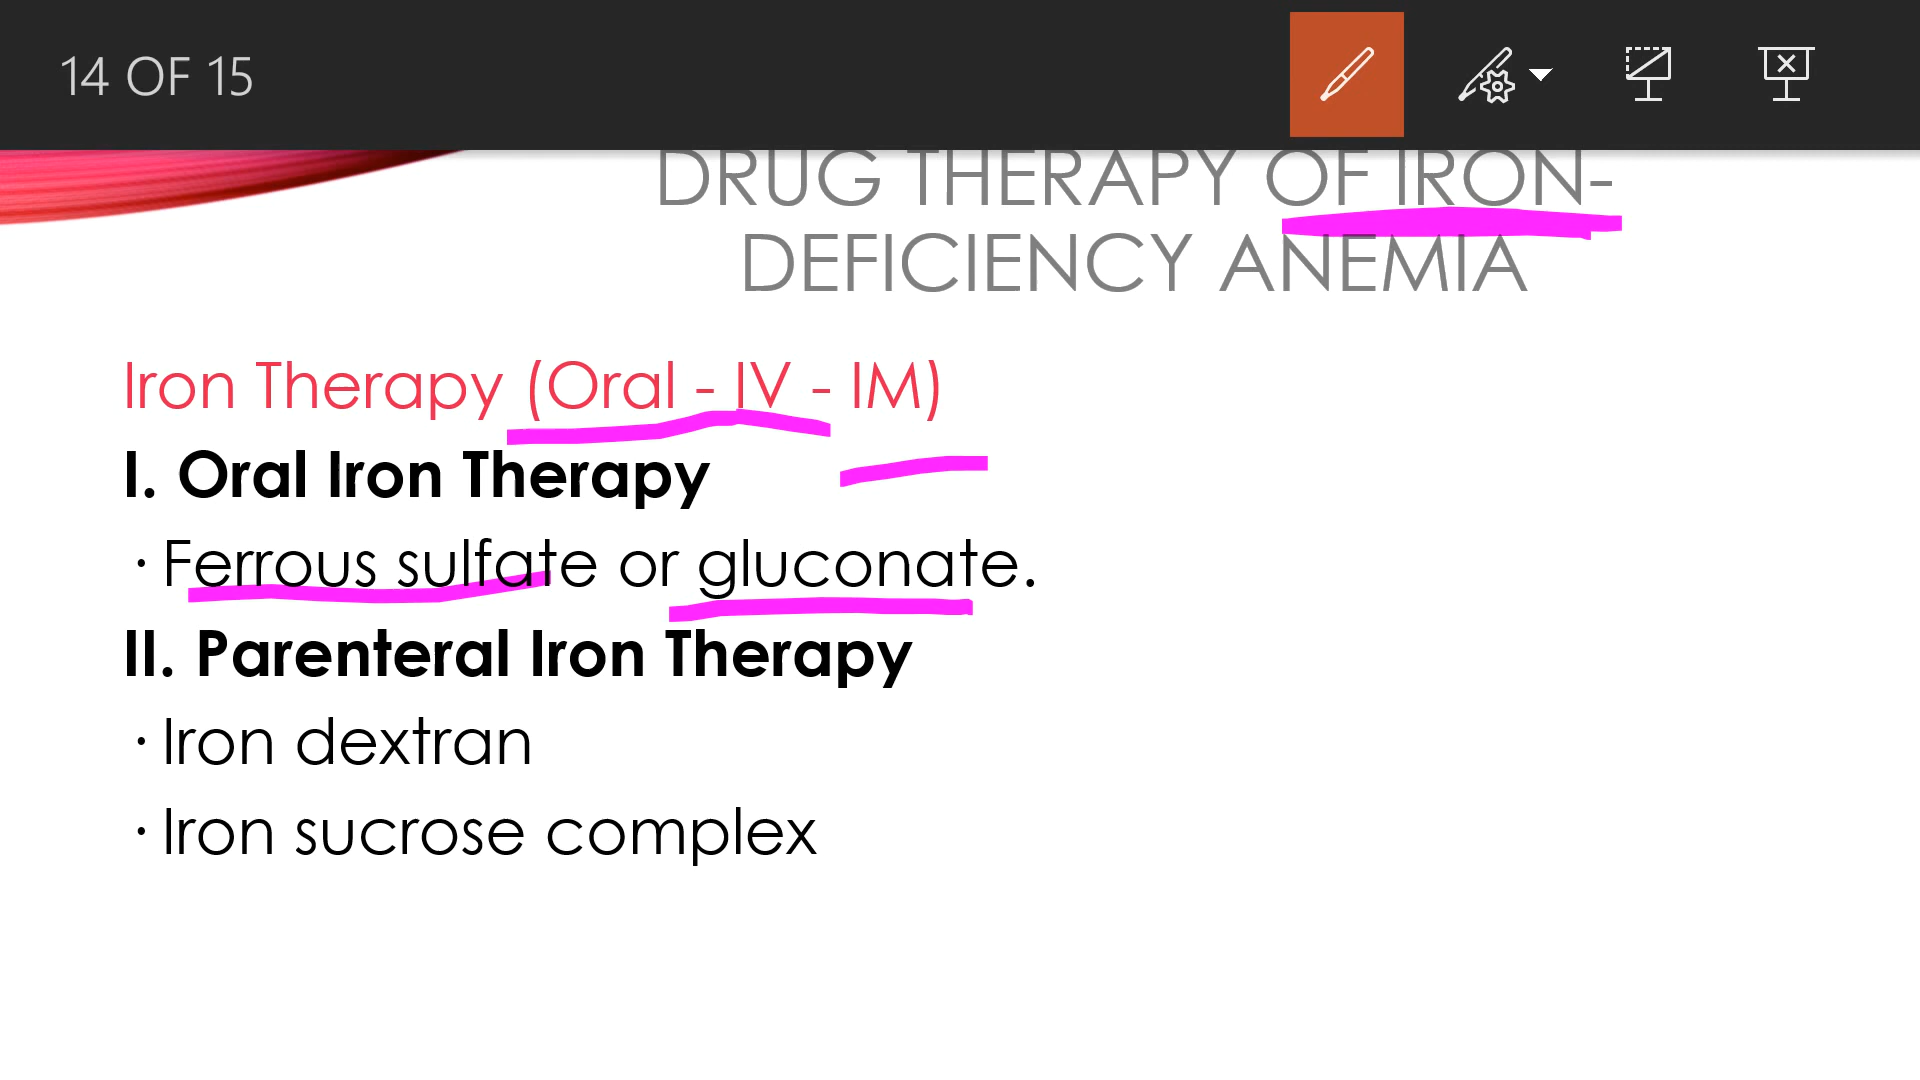 14 OF 15
DRUG THERAPY OF IRON-
DEFICIENCY ANEMIA
Iron Therapy (Oral - IV - IM)
I. Oral Iron Therapy
· Ferrous sulfate or gluconate.
II. Parenteral Iron Therapy
· Iron dextran
· Iron sucrose complex